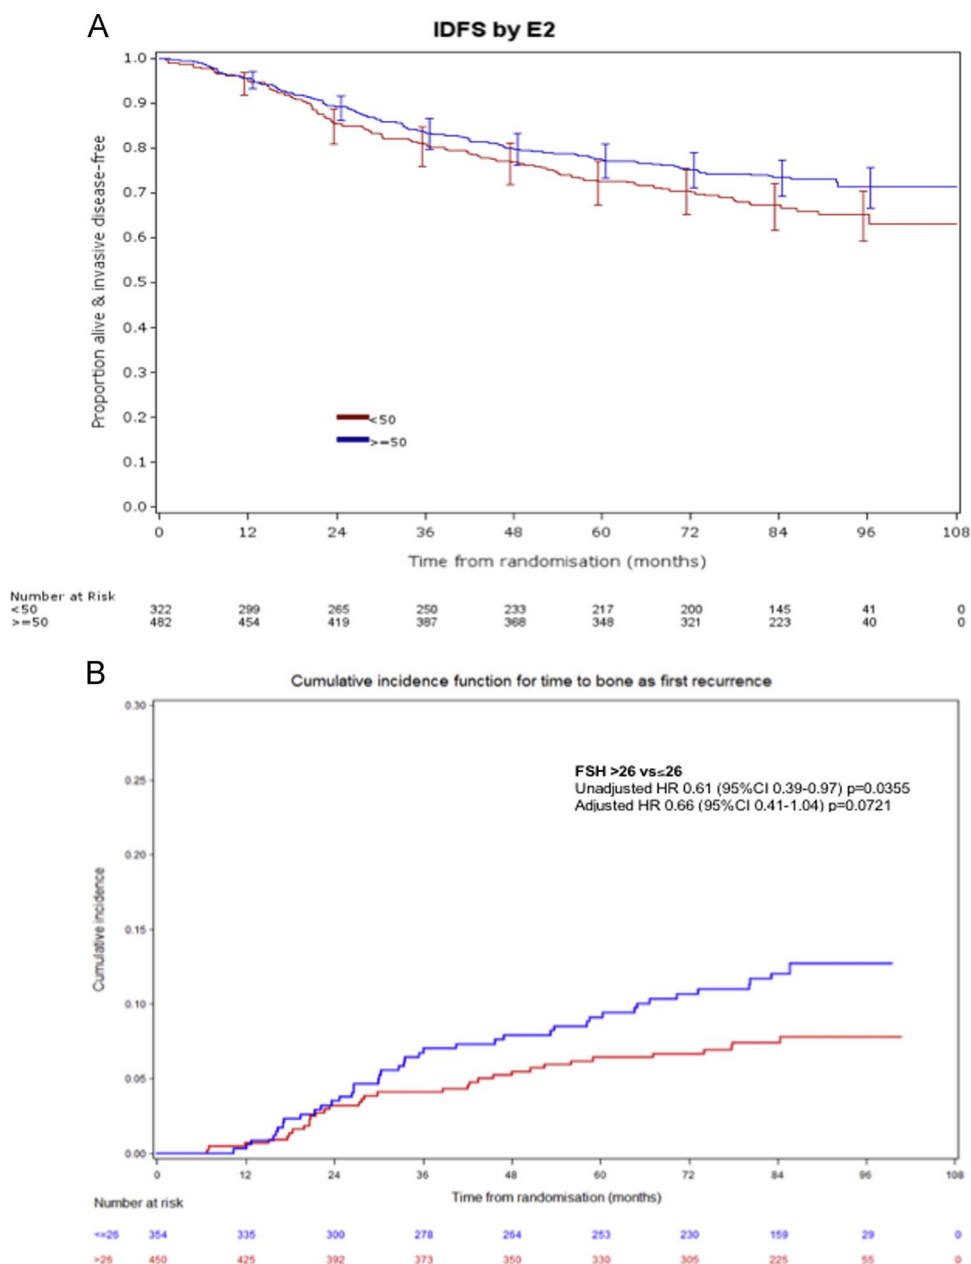 A
IDFS by E2
Proportion alive & invasive disease-free
1.0
0.9
0.8
0.7
0.6
0.5
0.4
0.3
0.2
0.1
0.0
<50
>=50
0 12 24 36 48 60 72 84 96 108
Time from randomisation (months)
Number at Risk
<50 322 299 265 250 233 217 200 145 41 0
>=50 482 454 419 387 368 348 321 223 40 0
B
Cumulative incidence function for time to bone as first recurrence
Cumulative incidence
0.30
0.25
0.20
0.15
0.10
0.05
0.00
FSH >26 vs≤26
Unadjusted HR 0.61 (95%CI 0.39-0.97) p=0.0355
Adjusted HR 0.66 (95%CI 0.41-1.04) p=0.0721
0 12 24 36 48 60 72 84 96 108
Time from randomisation (months)
Number at risk
<=26 354 335 300 278 264 253 230 159 29 0
>26 450 425 392 373 350 330 305 225 55 0